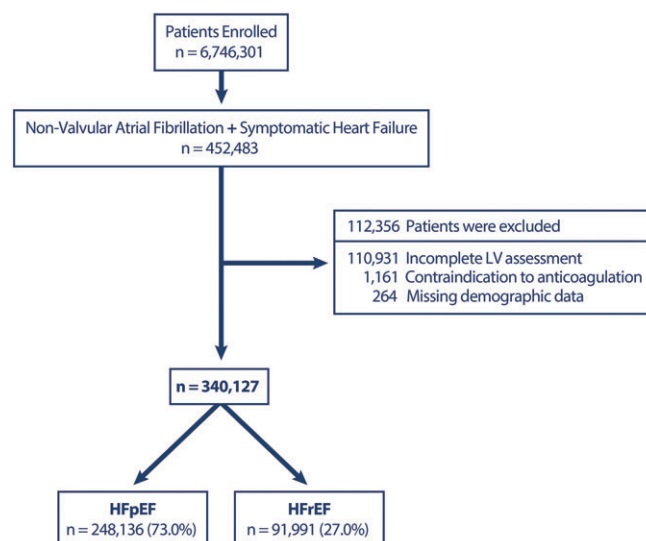 Patients Enrolled
n = 6,746,301
Non-Valvular Atrial Fibrillation + Symptomatic Heart Failure
n = 452,483
112,356 Patients were excluded
110,931 Incomplete LV assessment
1,161 Contraindication to anticoagulation
264 Missing demographic data
n = 340,127
HFpEF
n = 248,136 (73.0%)
HFrEF
n = 91,991 (27.0%)